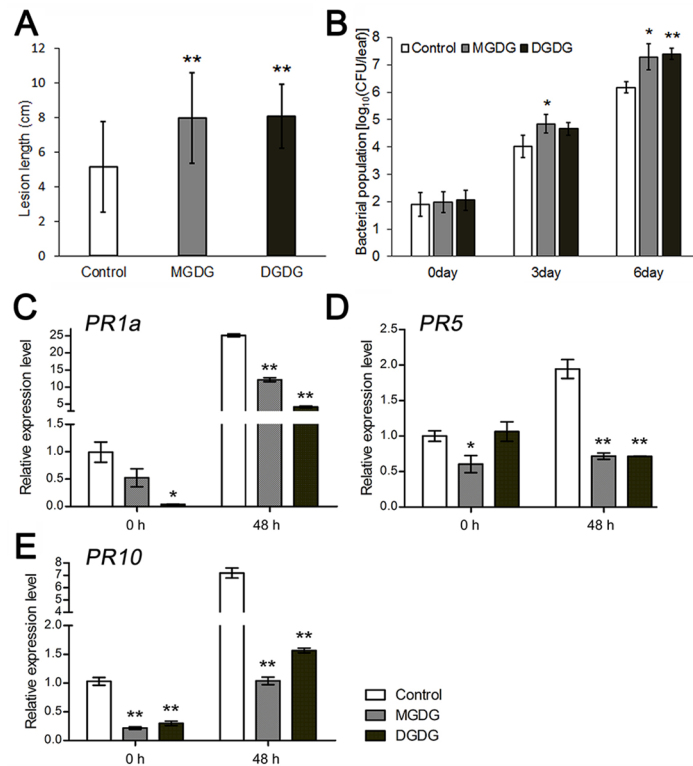 A
Lesion length (cm)
12
10
8
6
4
2
0
** **
Control MGDG DGDG
B
Bacterial population [log10(CFU/leaf)]
8
7
6
5
4
3
2
1
0
Control MGDG DGDG
* * **
0day 3day 6day
C
PR1a
Relative expression level
25
20
15
10
5
1.5
1.0
0.5
0.0
* ** **
0 h 48 h
D
PR5
Relative expression level
2.5
2.0
1.5
1.0
0.5
0.0
* ** **
0 h 48 h
E
PR10
Relative expression level
7
6
5
4
3
2
2.0
1.5
1.0
0.5
0.0
** ** ** **
0 h 48 h
Control
MGDG
DGDG